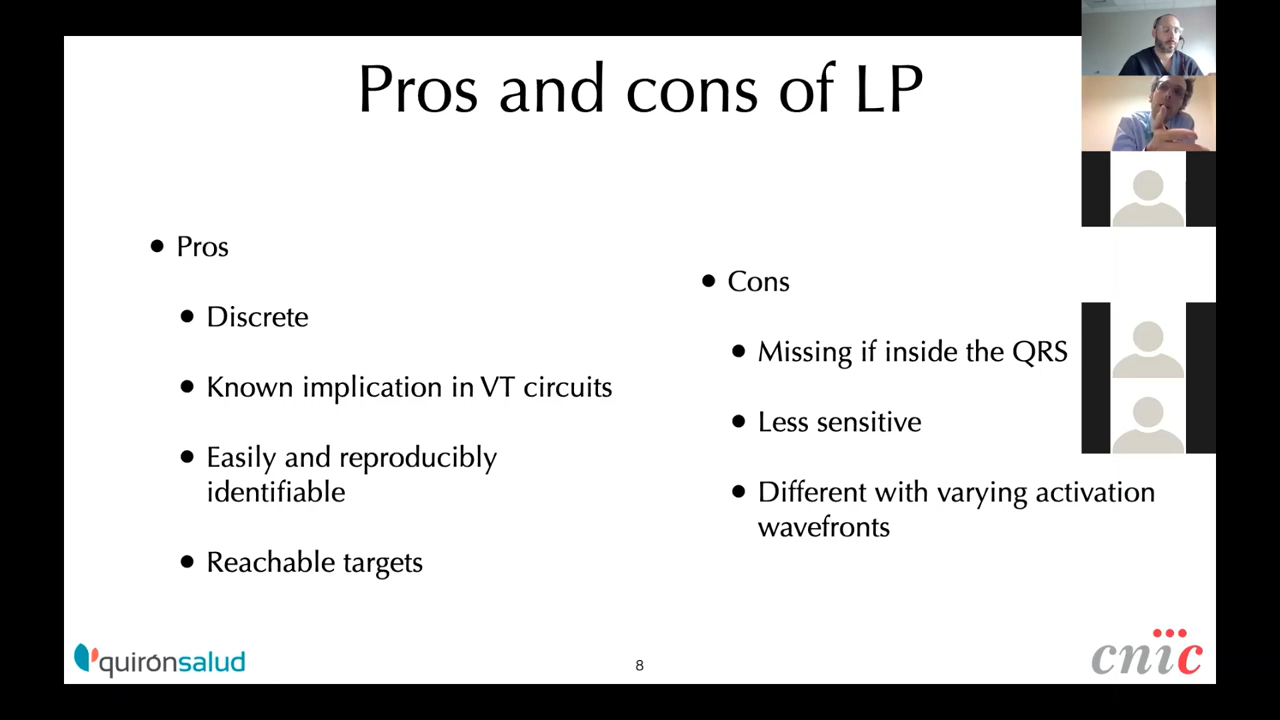 Pros and cons of LP
Pros
Discrete
Known implication in VT circuits
Easily and reproducibly
identifiable
Reachable targets
Cons
Missing if inside the QRS
Less sensitive
Different with varying activation
wavefronts
quirónsalud
8
cnic